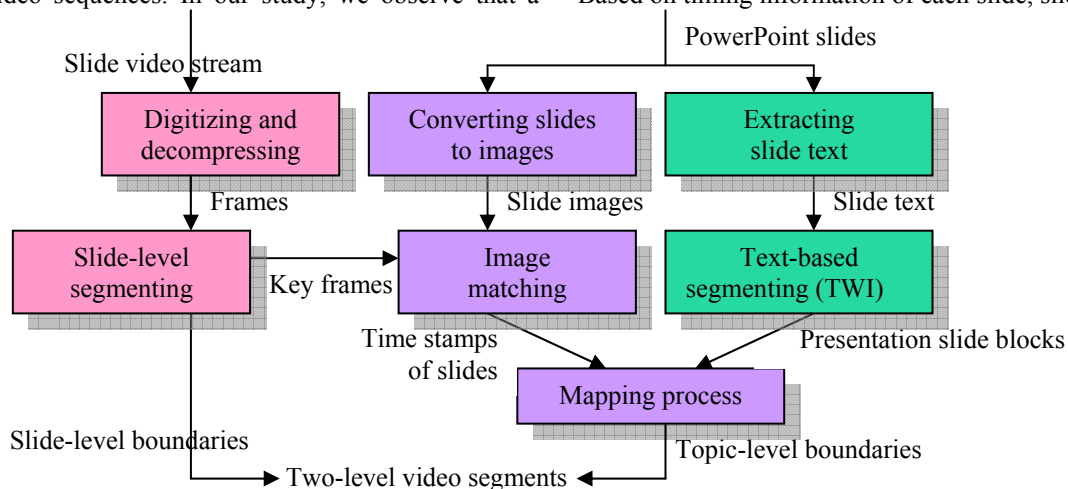 video sequences. In our study, we observe that a
Based on timing information of each slide,
PowerPoint slides
Slide video stream
Digitizing and
decompressing
Converting slides
to images
Extracting
slide text
Frames
Slide images
Slide text
Slide-level
segmenting
Key frames
Image
matching
Text-based
segmenting (TWI)
Time stamps
of slides
Presentation slide blocks
Mapping process
Slide-level boundaries
Topic-level boundaries
Two-level video segments